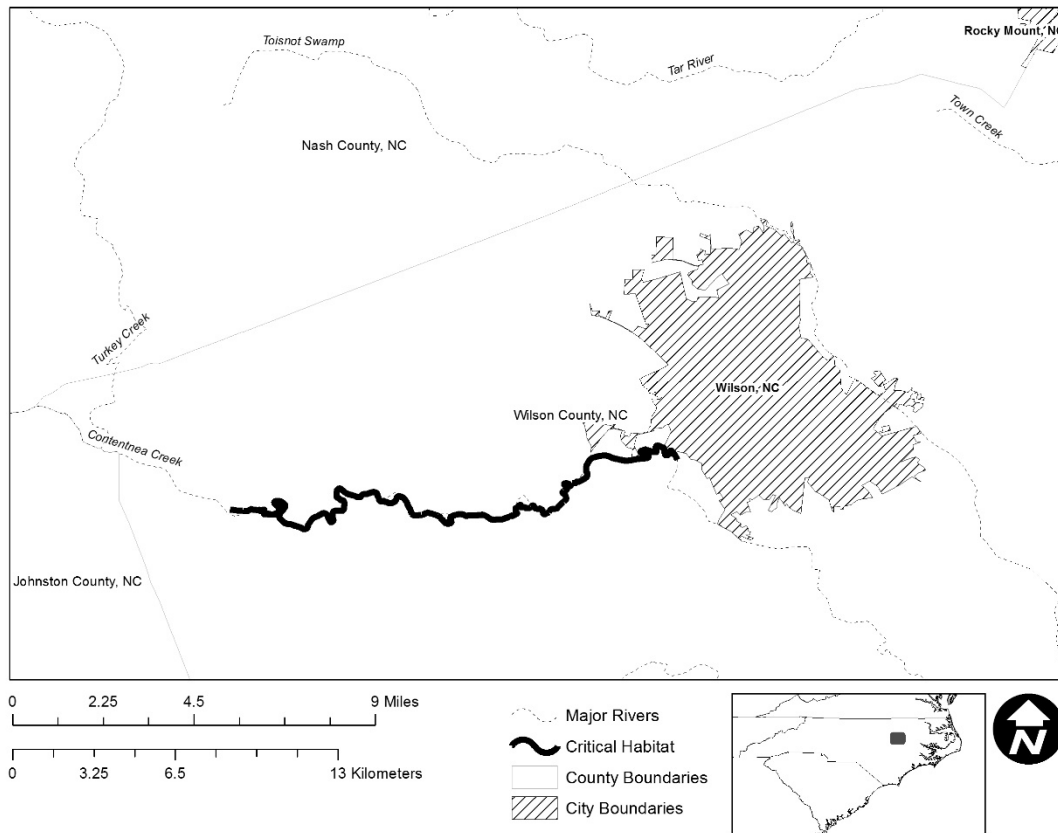 Rocky Mount, NC
Toisnot Swamp
Tar River
Town Creek
Nash County, NC
Turkey Creek
Wilson, NC
Wilson County, NC
Contentnea Creek
Johnston County, NC
0 2.25 4.5 9 Miles
0 3.25 6.5 13 Kilometers
Major Rivers
Critical Habitat
County Boundaries
City Boundaries
N